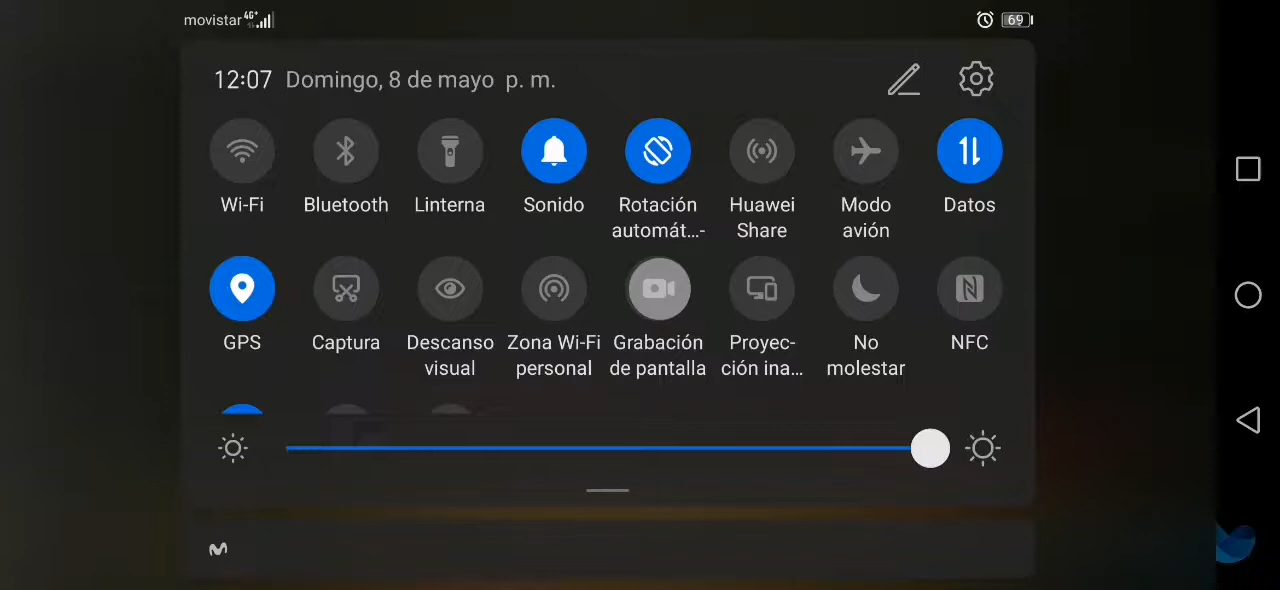 movistar 4G+ 69
12:07 Domingo, 8 de mayo p. m.
Wi-Fi Bluetooth Linterna Sonido Rotación Huawei Modo Datos
automát...- Share avión
GPS Captura Descanso Zona Wi-Fi Grabación Proyec- No NFC
visual personal de pantalla ción ina... molestar